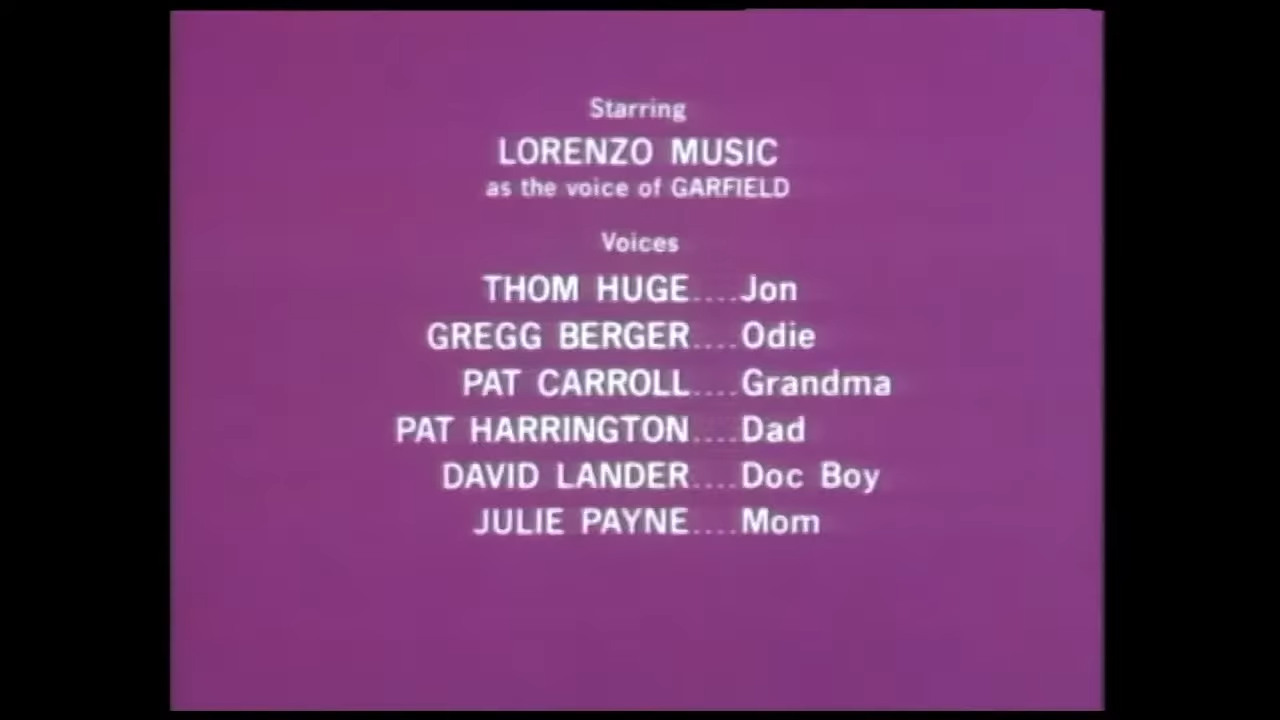 Starring
LORENZO MUSIC
as the voice of GARFIELD
Voices
THOM HUGE....Jon
GREGG BERGER....Odie
PAT CARROLL....Grandma
PAT HARRINGTON....Dad
DAVID LANDER....Doc Boy
JULIE PAYNE....Mom